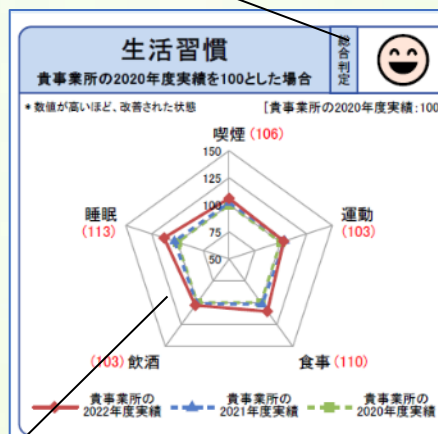 生活習慣
貴事業所の2020年度実績を100とした場合
総合判定
*数値が高いほど、改善された状態
[貴事業所の2020年度実績:100
喫煙(106)
150
125
100
75
50
睡眠
(113)
運動
(103)
(103)飲酒
食事(110)
貴事業所の
2022年度実績
貴事業所の
2021年度実績
貴事業所の
2020年度実績